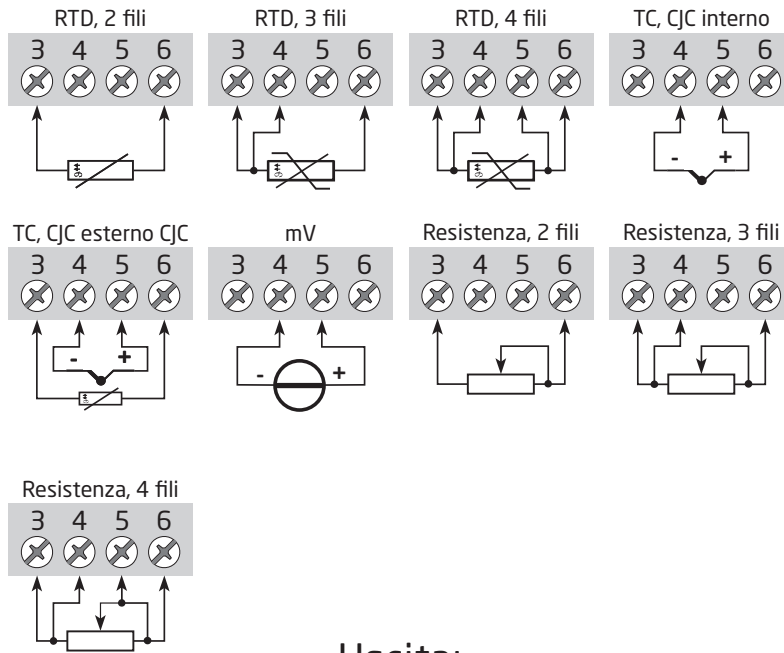 RTD, 2 fili
3 4 5 6
RTD, 3 fili
3 4 5 6
RTD, 4 fili
3 4 5 6
TC, CJC interno
3 4 5 6
- +
TC, CJC esterno CJC
3 4 5 6
- +
mV
3 4 5 6
- +
Resistenza, 2 fili
3 4 5 6
Resistenza, 3 fili
3 4 5 6
Resistenza, 4 fili
3 4 5 6